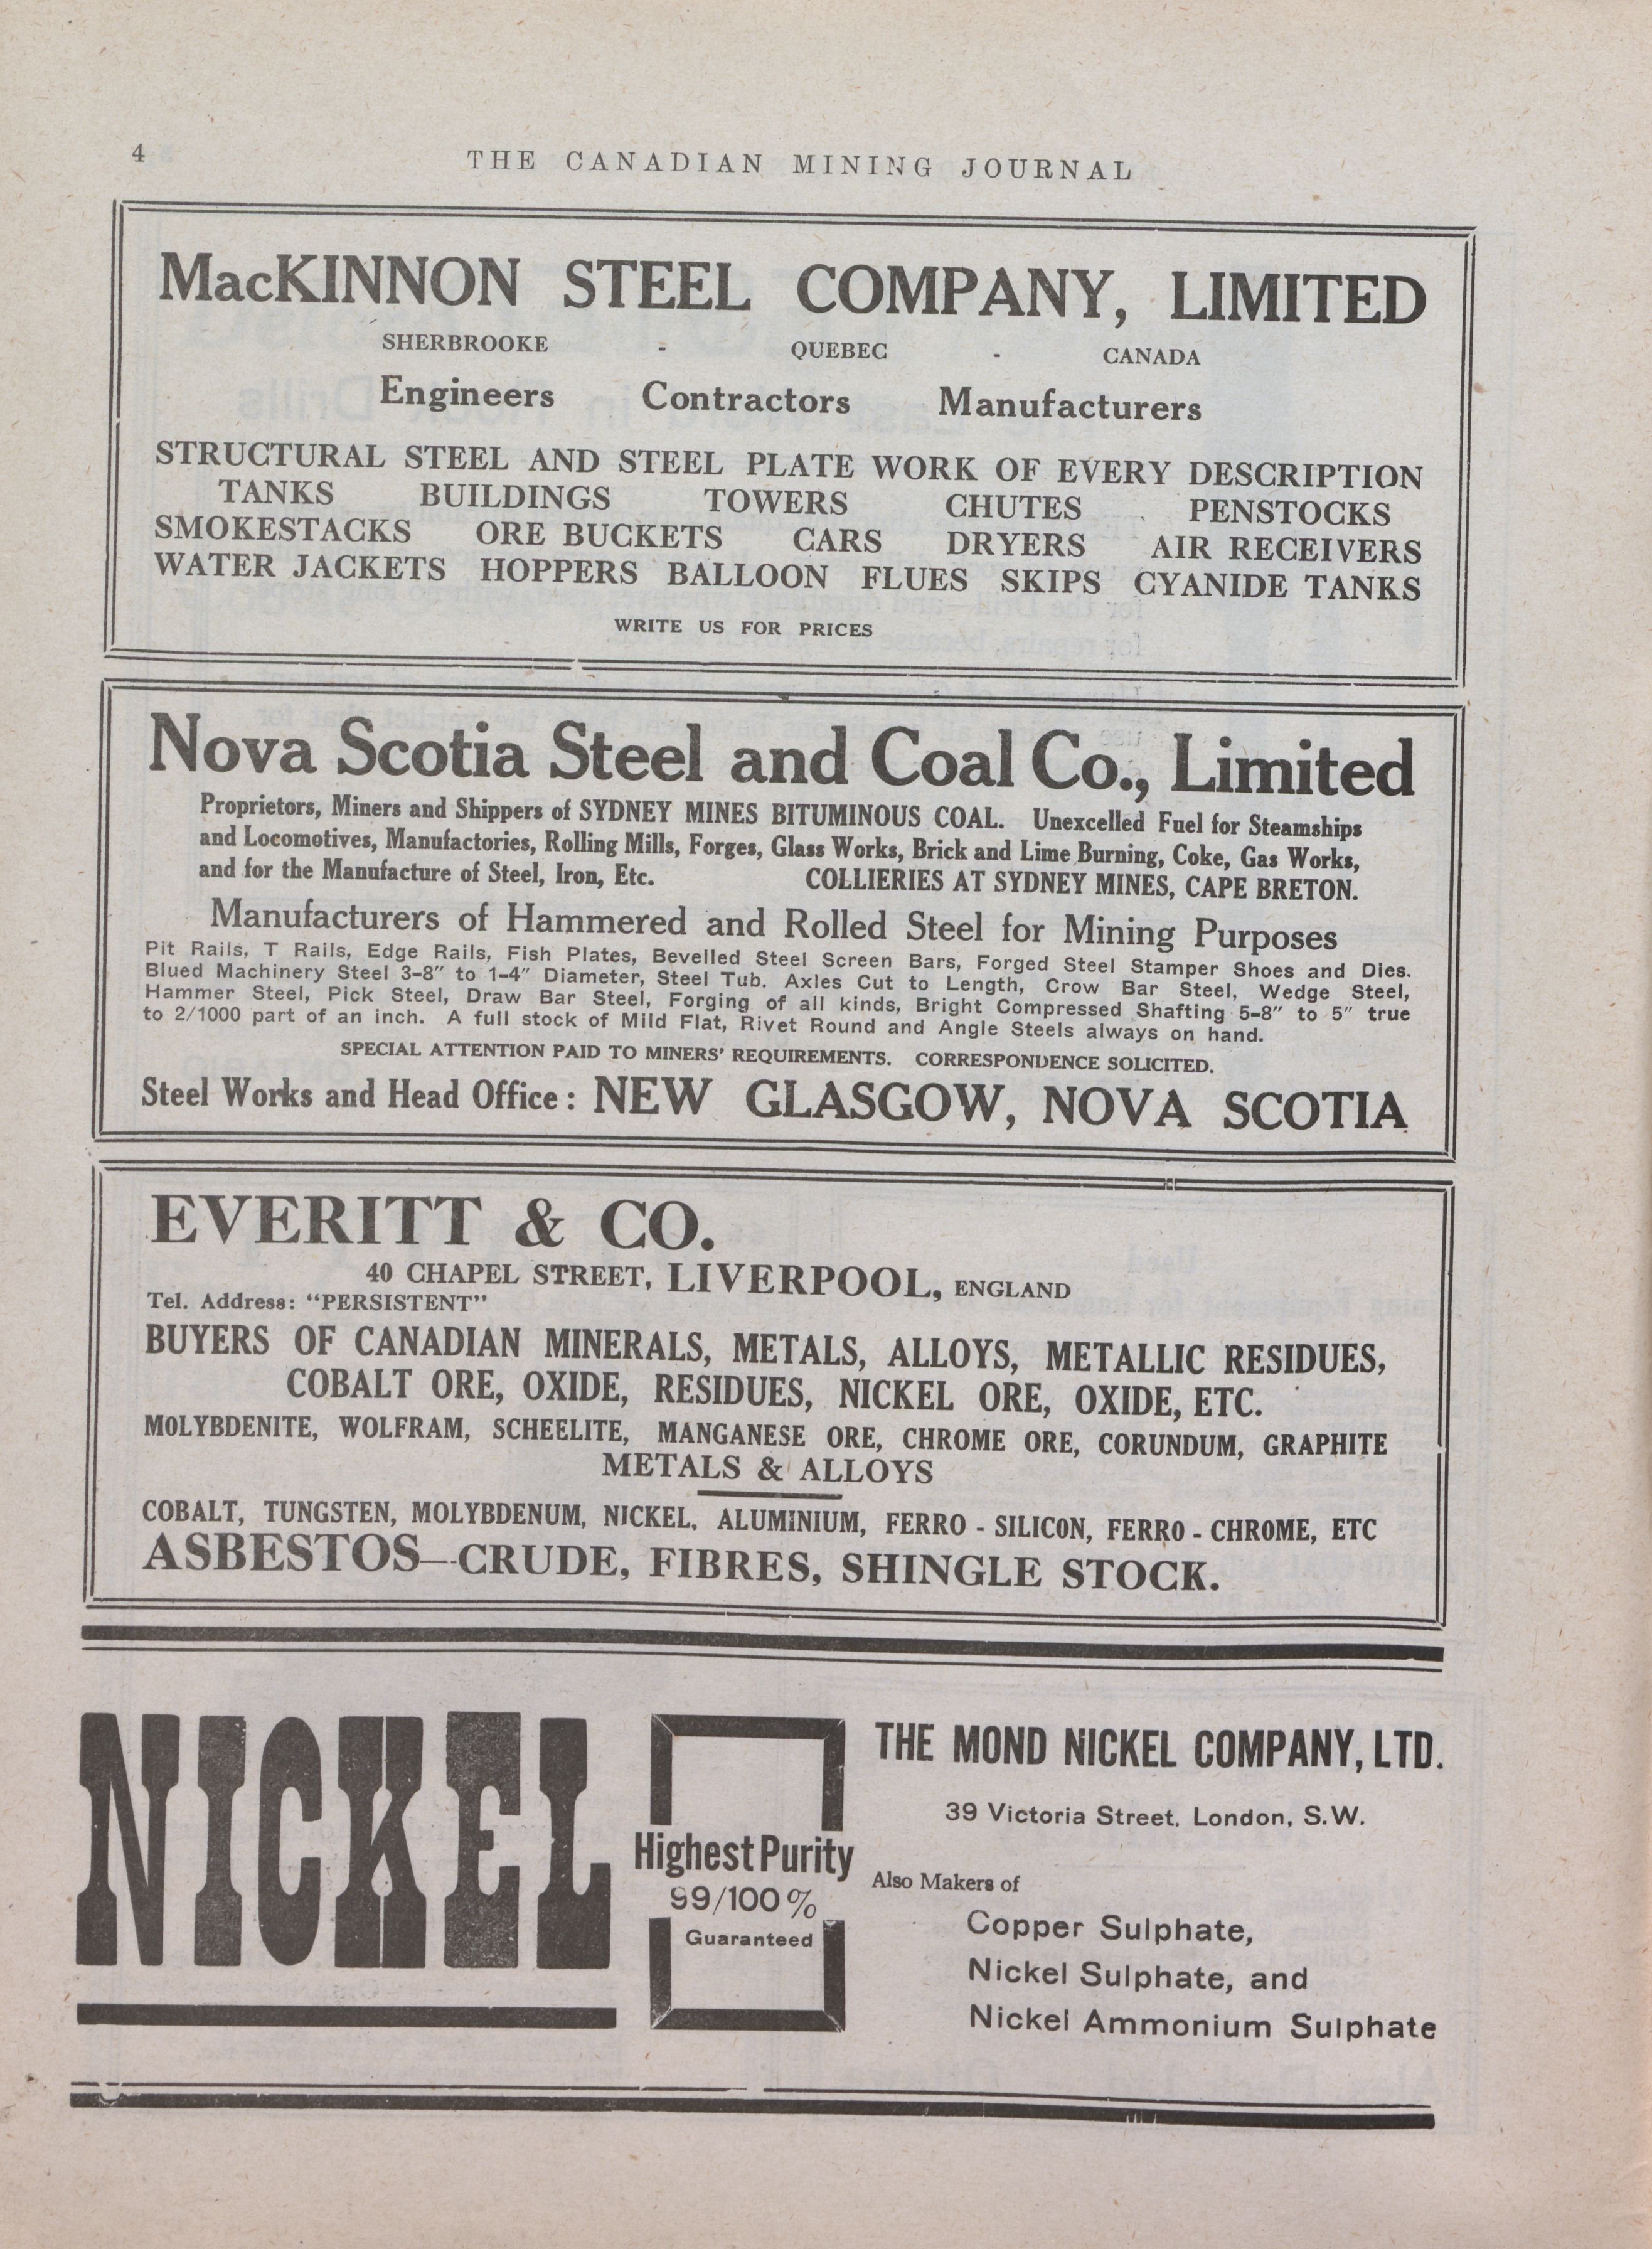 4
THE CANADIAN MINING JOURNAL
MacKINNON STEEL COMPANY, LIMITED
SHERBROOKE - QUEBEC - CANADA
Engineers Contractors Manufacturers
STRUCTURAL STEEL AND STEEL PLATE WORK OF EVERY DESCRIPTION
TANKS BUILDINGS TOWERS CHUTES PENSTOCKS
SMOKESTACKS ORE BUCKETS CARS DRYERS AIR RECEIVERS
WATER JACKETS HOPPERS BALLOON FLUES SKIPS CYANIDE TANKS
WRITE US FOR PRICES
Nova Scotia Steel and Coal Co., Limited
Proprietors, Miners and Shippers of SYDNEY MINES BITUMINOUS COAL. Unexcelled Fuel for Steamships
and Locomotives, Manufactories, Rolling Mills, Forges, Glass Works, Brick and Lime Burning, Coke, Gas Works,
and for the Manufacture of Steel, Iron, Etc. COLLIERIES AT SYDNEY MINES, CAPE BRETON.
Manufacturers of Hammered and Rolled Steel for Mining Purposes
Pit Rails, T Rails, Edge Rails, Fish Plates, Bevelled Steel Screen Bars, Forged Steel Stamper Shoes and Dies.
Blued Machinery Steel 3–8″ to 1–4″ Diameter, Steel Tub. Axles Cut to Length, Crow Bar Steel, Wedge Steel,
Hammer Steel, Pick Steel, Draw Bar Steel, Forging of all kinds, Bright Compressed Shafting 5–8″ to 5″ true
to 2/1000 part of an inch. A full stock of Mild Flat, Rivet Round and Angle Steels always on hand.
SPECIAL ATTENTION PAID TO MINERS' REQUIREMENTS. CORRESPONDENCE SOLICITED.
Steel Works and Head Office : NEW GLASGOW, NOVA SCOTIA
EVERITT & CO.
40 CHAPEL STREET, LIVERPOOL, ENGLAND
Tel. Address: "PERSISTENT"
BUYERS OF CANADIAN MINERALS, METALS, ALLOYS, METALLIC RESIDUES,
COBALT ORE, OXIDE, RESIDUES, NICKEL ORE, OXIDE, ETC.
MOLYBDENITE, WOLFRAM, SCHEELITE, MANGANESE ORE, CHROME ORE, CORUNDUM, GRAPHITE
METALS & ALLOYS
COBALT, TUNGSTEN, MOLYBDENUM, NICKEL, ALUMINIUM, FERRO - SILICON, FERRO - CHROME, ETC
ASBESTOS—CRUDE, FIBRES, SHINGLE STOCK.
NICKEL
Highest Purity
99/100 %
Guaranteed
THE MOND NICKEL COMPANY, LTD.
39 Victoria Street. London, S.W.
Also Makers of
Copper Sulphate,
Nickel Sulphate, and
Nickel Ammonium Sulphate